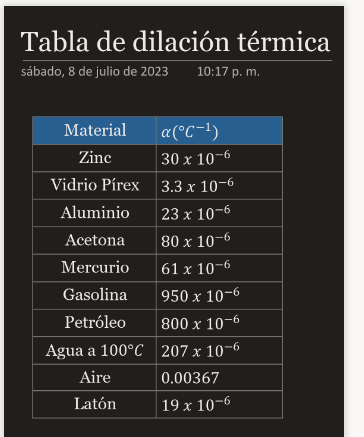 Tabla de dilación térmica
sábado, 8 de julio de 2023 10:17 p. m.
Material α(°C⁻¹)
Zinc 30 x 10⁻⁶
Vidrio Pírex 3.3 x 10⁻⁶
Aluminio 23 x 10⁻⁶
Acetona 80 x 10⁻⁶
Mercurio 61 x 10⁻⁶
Gasolina 950 x 10⁻⁶
Petróleo 800 x 10⁻⁶
Agua a 100°C 207 x 10⁻⁶
Aire 0.00367
Latón 19 x 10⁻⁶